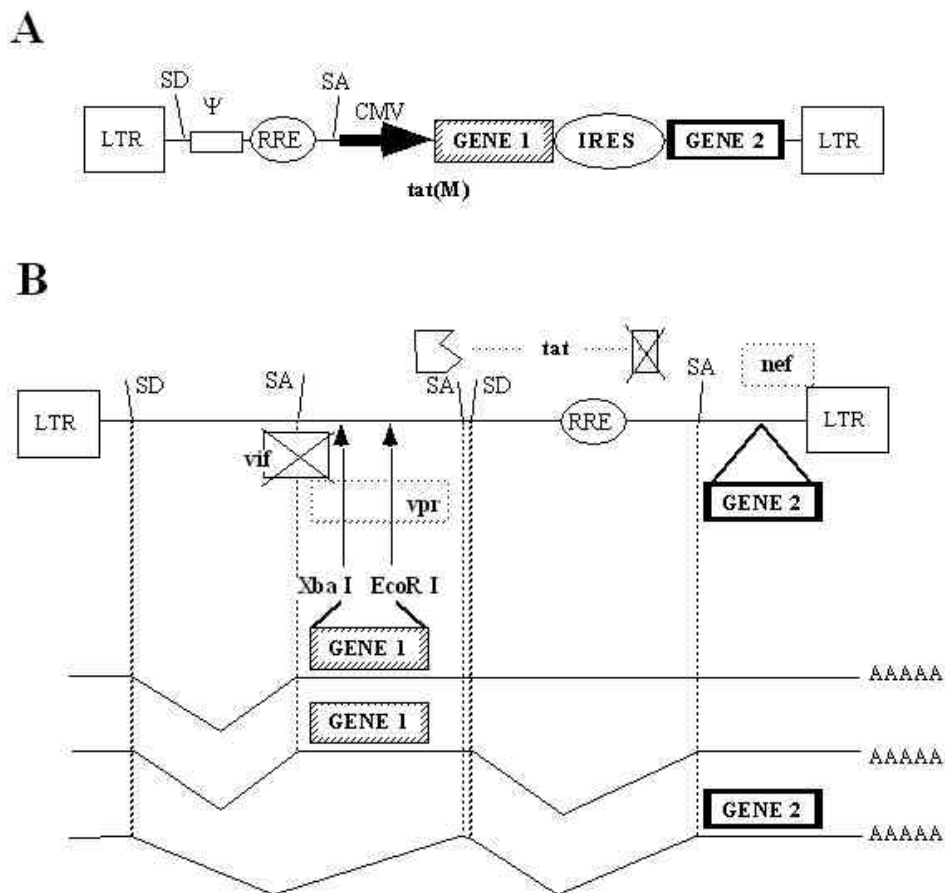 A
SD Ψ SA CMV
LTR RRE GENE 1 IRES GENE 2 LTR
tat(M)
B
tat
nef
SD SA SA SD SA
LTR RRE LTR
vif
GENE 2
vpr
Xba I EcoR I
GENE 1
AAAAA
GENE 1
AAAAA
GENE 2
AAAAA